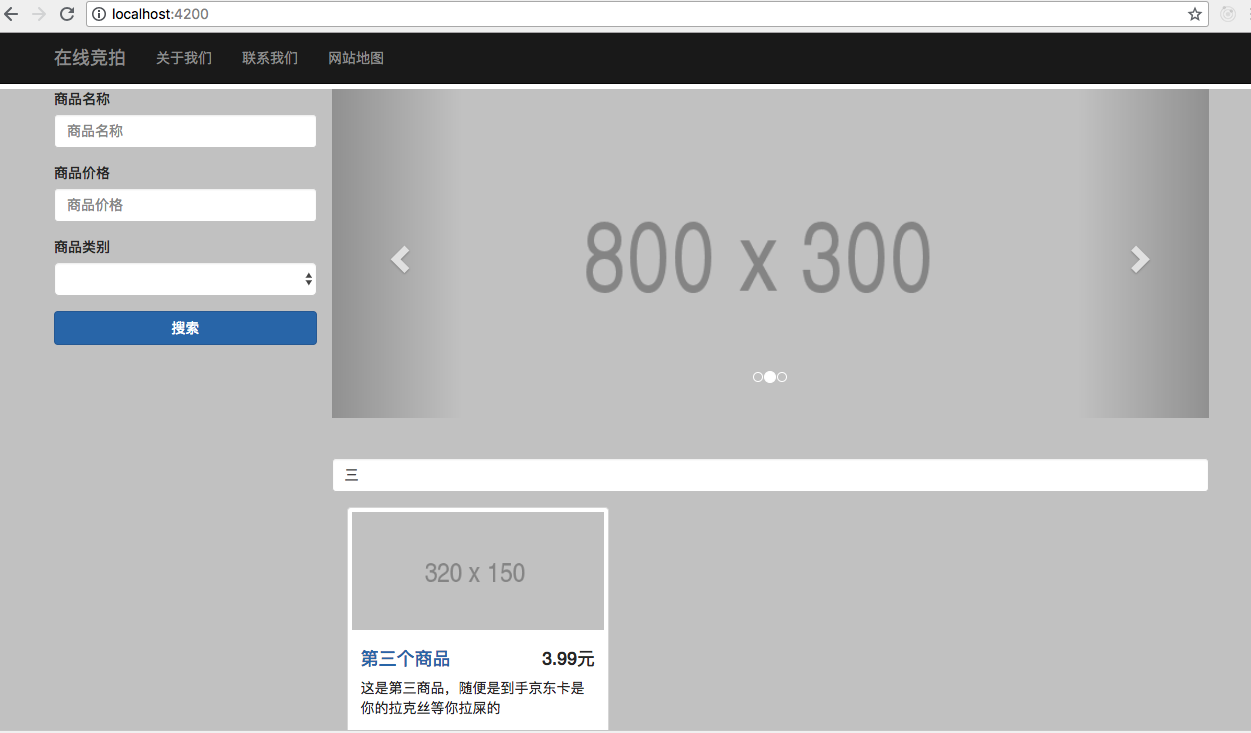 localhost:4200
在线竞拍 关于我们 联系我们 网站地图
商品名称
商品名称
商品价格
商品价格
商品类别
搜索
800 x 300
三
320 x 150
第三个商品 3.99元
这是第三商品，随便是到手京东卡是
你的拉克丝等你拉屎的